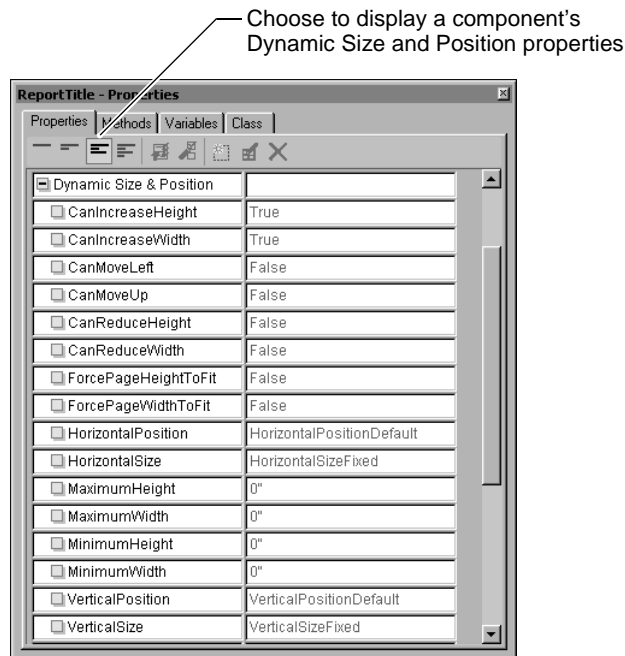 Choose to display a component's
Dynamic Size and Position properties
ReportTitle - Properties
Properties Methods Variables Class
Dynamic Size & Position
CanIncreaseHeight True
CanIncreaseWidth True
CanMoveLeft False
CanMoveUp False
CanReduceHeight False
CanReduceWidth False
ForcePageHeightToFit False
ForcePageWidthToFit False
HorizontalPosition HorizontalPositionDefault
HorizontalSize HorizontalSizeFixed
MaximumHeight 0"
MaximumWidth 0"
MinimumHeight 0"
MinimumWidth 0"
VerticalPosition VerticalPositionDefault
VerticalSize VerticalSizeFixed